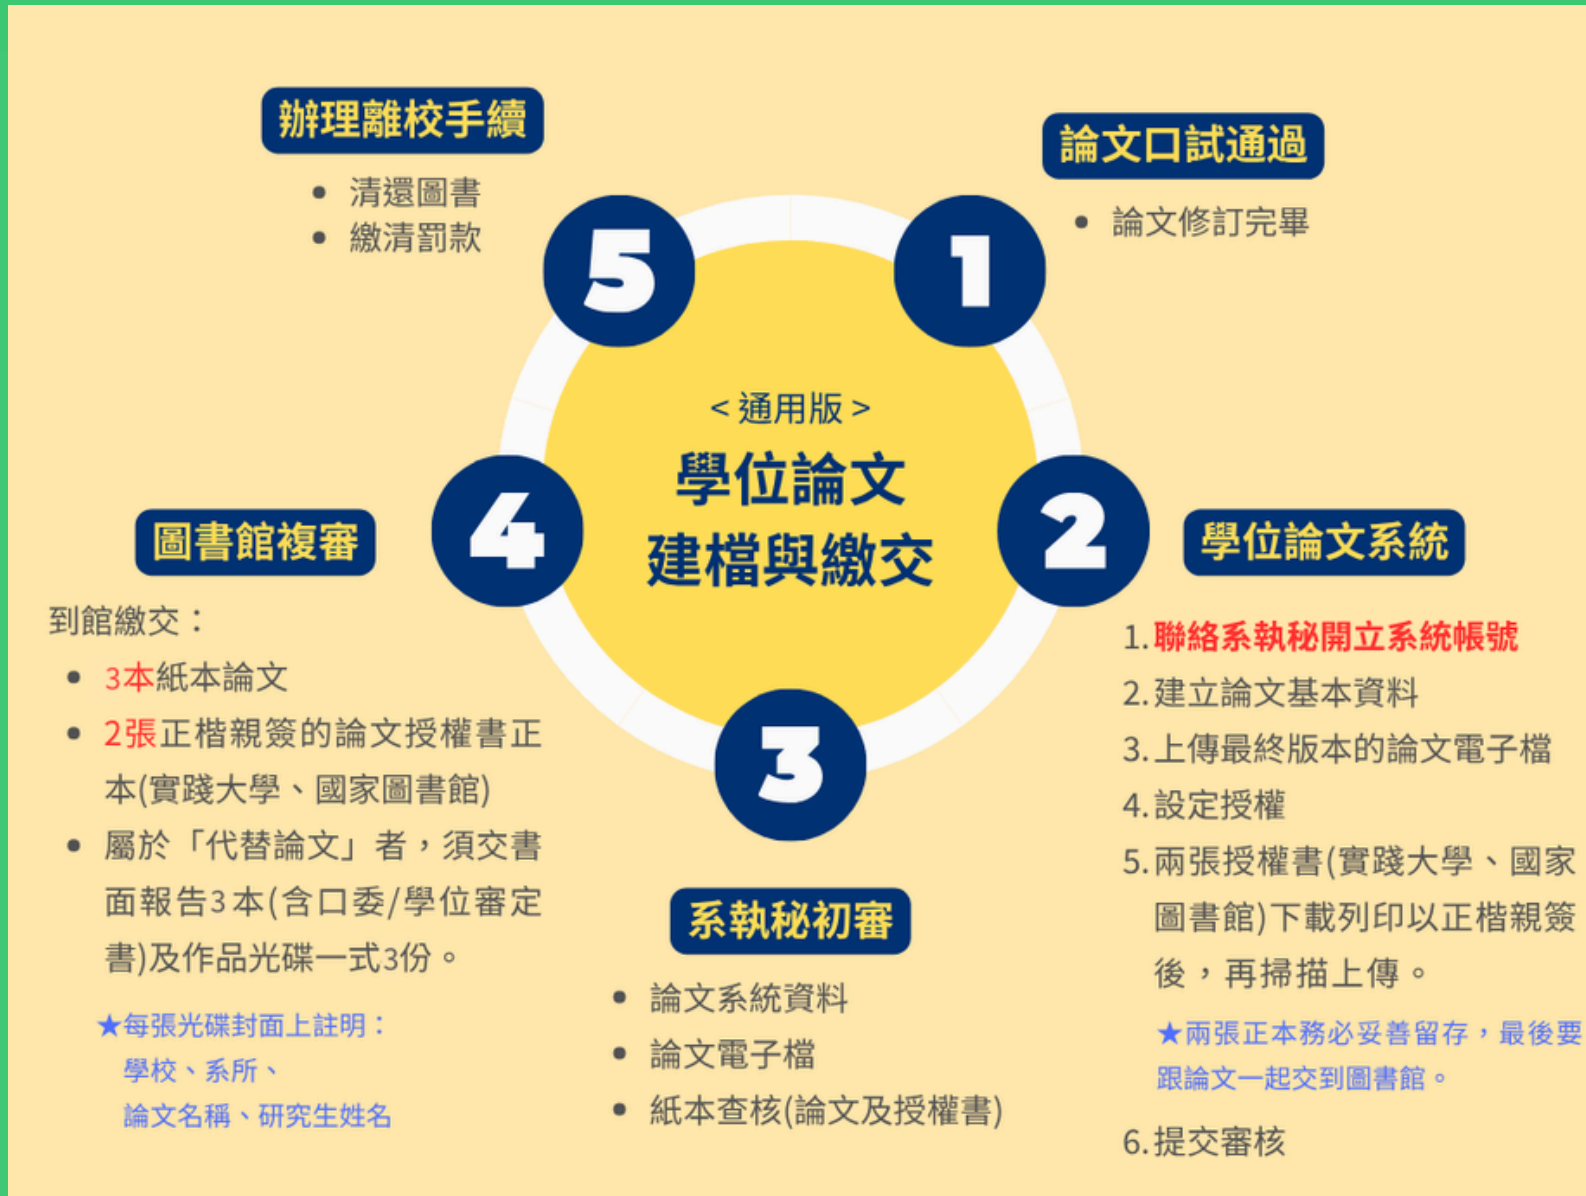 <通用版>
學位論文
建檔與繳交
1
論文口試通過
• 論文修訂完畢
2
學位論文系統
1.聯絡系執秘開立系統帳號
2.建立論文基本資料
3.上傳最終版本的論文電子檔
4.設定授權
5.兩張授權書(實踐大學、國家
圖書館)下載列印以正楷親簽
後,再掃描上傳。
★兩張正本務必妥善留存,最後要
跟論文一起交到圖書館。
6.提交審核
3
系執秘初審
• 論文系統資料
• 論文電子檔
• 紙本查核(論文及授權書)
4
圖書館複審
到館繳交:
• 3本紙本論文
• 2張正楷親簽的論文授權書正
本(實踐大學、國家圖書館)
• 屬於「代替論文」者,須交書
面報告3本(含口委/學位審定
書)及作品光碟一式3份。
★每張光碟封面上註明:
學校、系所、
論文名稱、研究生姓名
5
辦理離校手續
• 清還圖書
• 繳清罰款